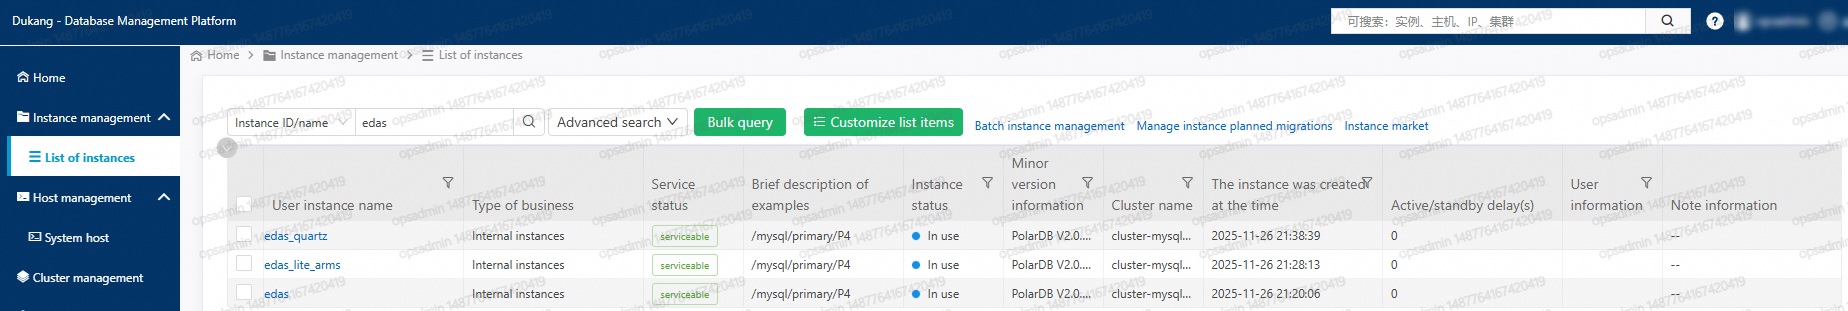 Dukang - Database Management Platform
可搜索：实例、主机、IP、集群
?
opsadmin
Home > Instance management > List of instances
Home
Instance management
List of instances
Host management
System host
Cluster management
Instance ID/name edas Advanced search Bulk query Customize list items Batch instance management Manage instance planned migrations Instance market
User instance name
Type of business
Service
status
Brief description of
examples
Instance
status
Minor
version
information
Cluster name
The instance was created
at the time
Active/standby delay(s)
User
information
Note information
edas_quartz Internal instances serviceable /mysql/primary/P4 In use PolarDB V2.0.... cluster-mysql... 2025-11-26 21:38:39 0 --
edas_lite_arms Internal instances serviceable /mysql/primary/P4 In use PolarDB V2.0.... cluster-mysql... 2025-11-26 21:28:13 0 --
edas Internal instances serviceable /mysql/primary/P4 In use PolarDB V2.0.... cluster-mysql... 2025-11-26 21:20:06 0 --
opsadmin 1487764167420419